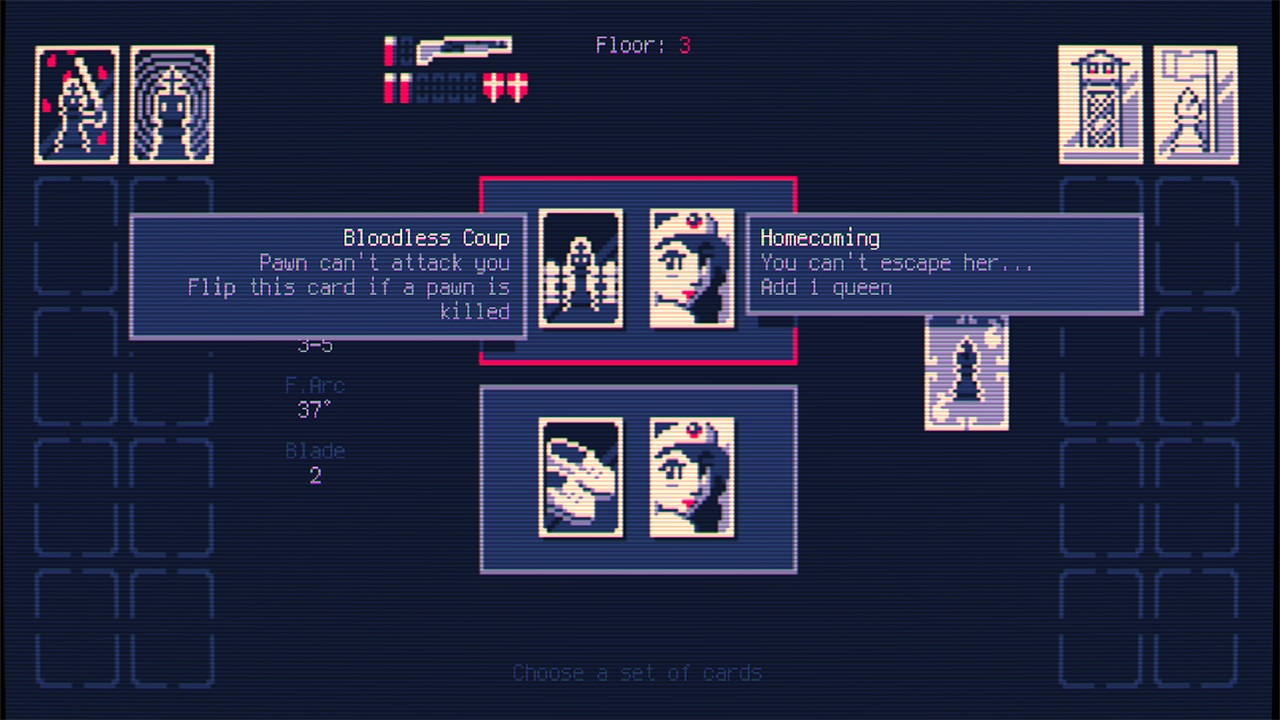 Floor: 3
Bloodless Coup
Pawn can't attack you
Flip this card if a pawn is
killed
Homecoming
You can't escape her...
Add 1 queen
3-5
F.Arc
37°
Blade
2
Choose a set of cards